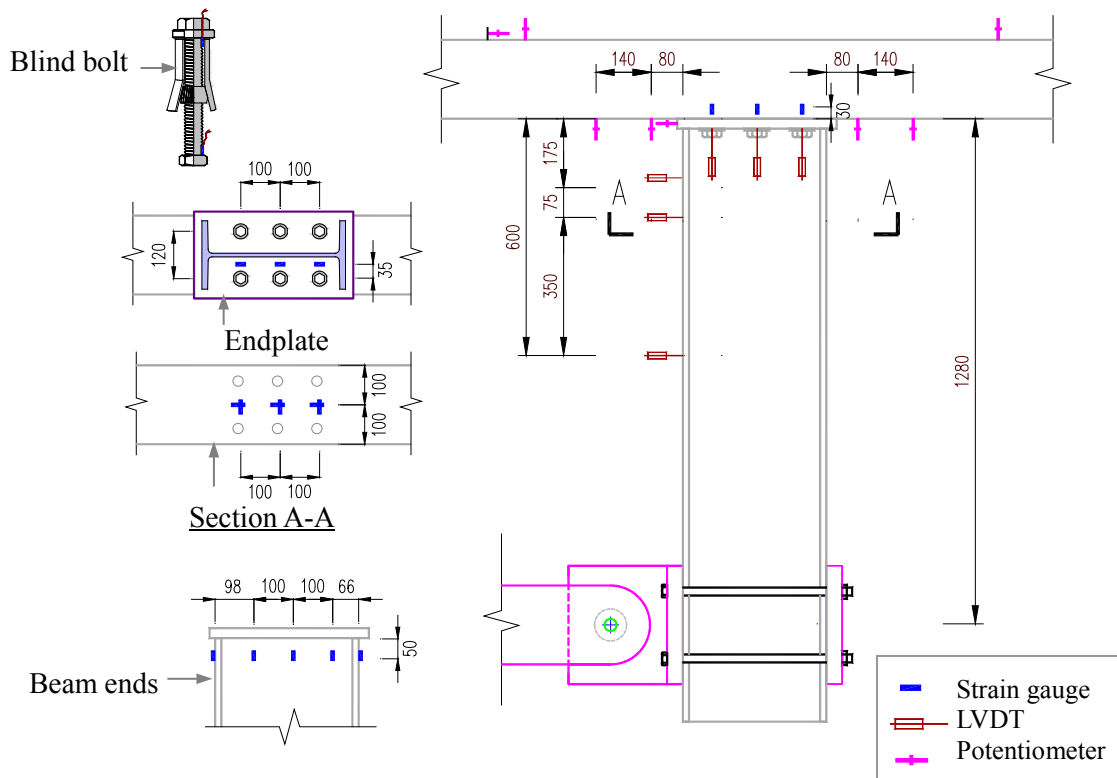 Blind bolt
100 100
120
35
Endplate
100
100
100 100
Section A-A
98 100 100 66
50
Beam ends
140 80
80 140
30
175
75
600
350
A
A
1280
Strain gauge
LVDT
Potentiometer